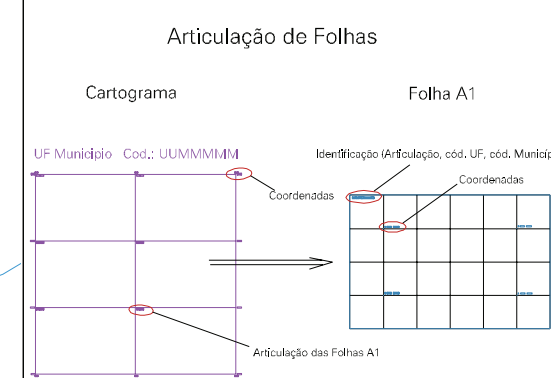 Articulação de Folhas
Cartograma
Folha A1
UF Municipio Cod.: UUMMMMM
Identificação (Articulação, cód. UF, cód. Municíp
Coordenadas
Coordenadas
Articulação das Folhas A1